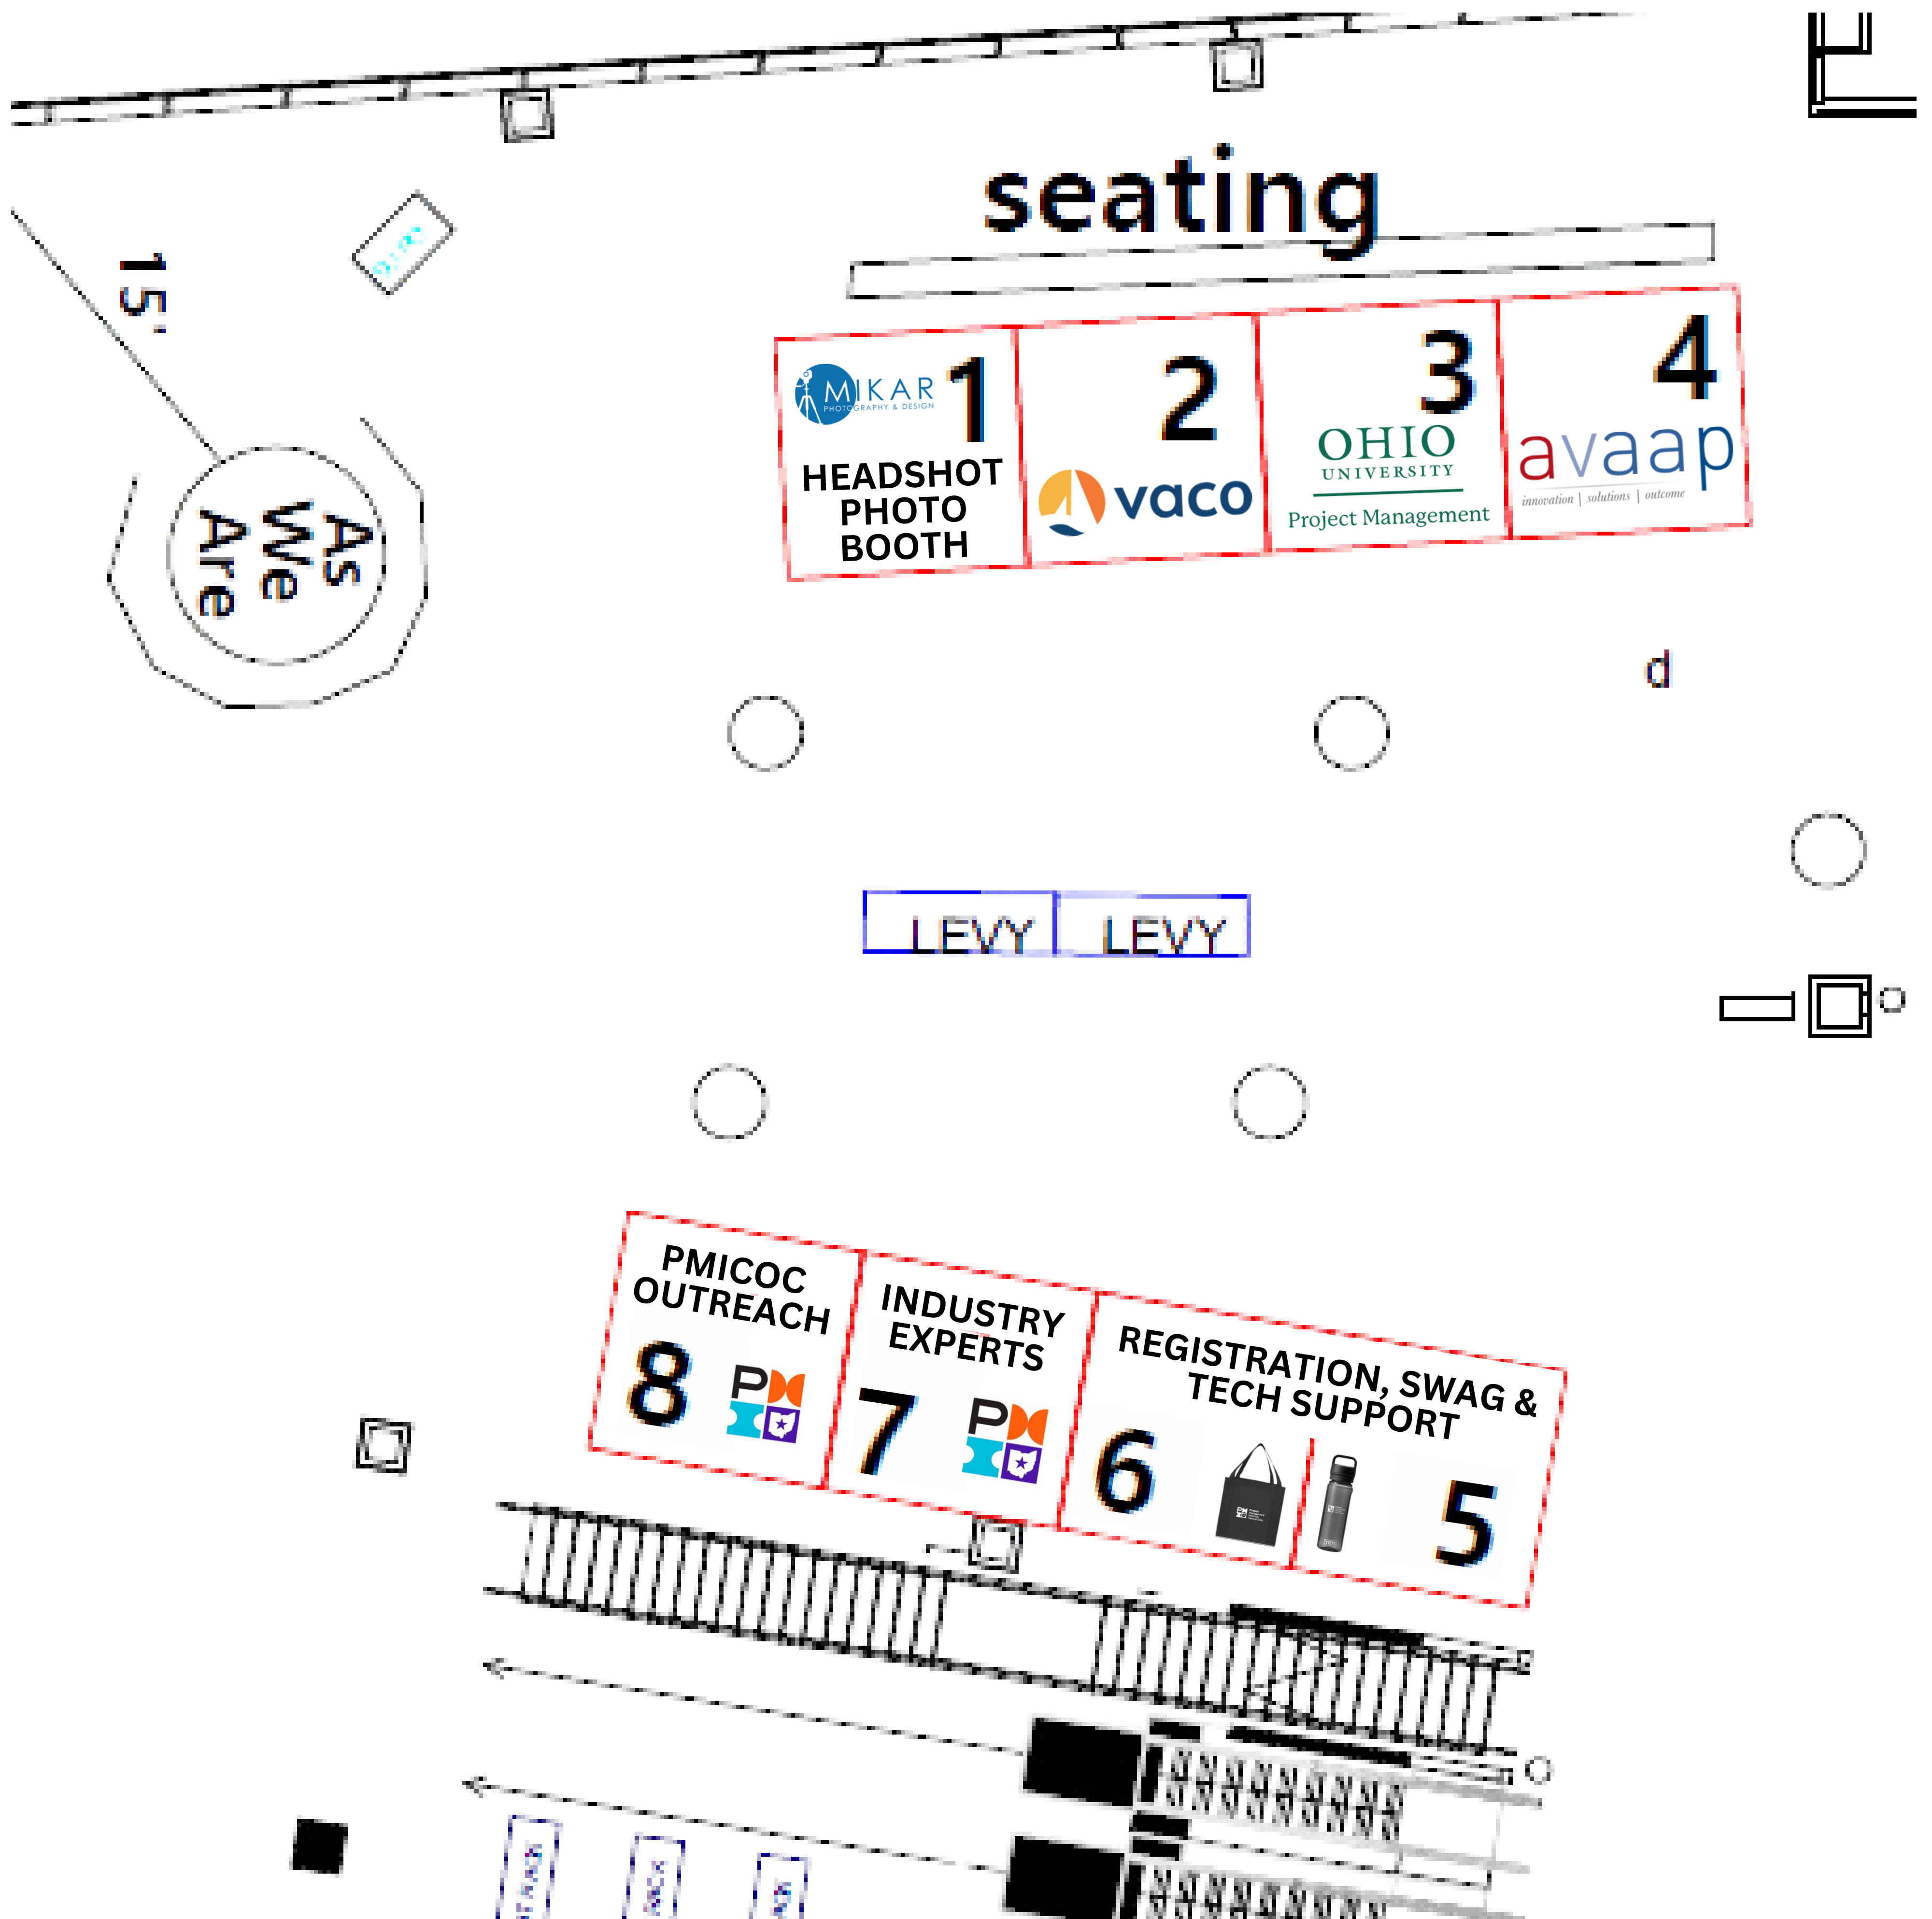 seating
15'
As
We
Are
1
MIKAR
PHOTOGRAPHY & DESIGN
HEADSHOT
PHOTO
BOOTH
2
vaco
3
OHIO
UNIVERSITY
Project Management
4
avaap
innovation | solutions | outcome
d
LEVY LEVY
PMICOC
OUTREACH
8
INDUSTRY
EXPERTS
7
REGISTRATION, SWAG &
TECH SUPPORT
6
5